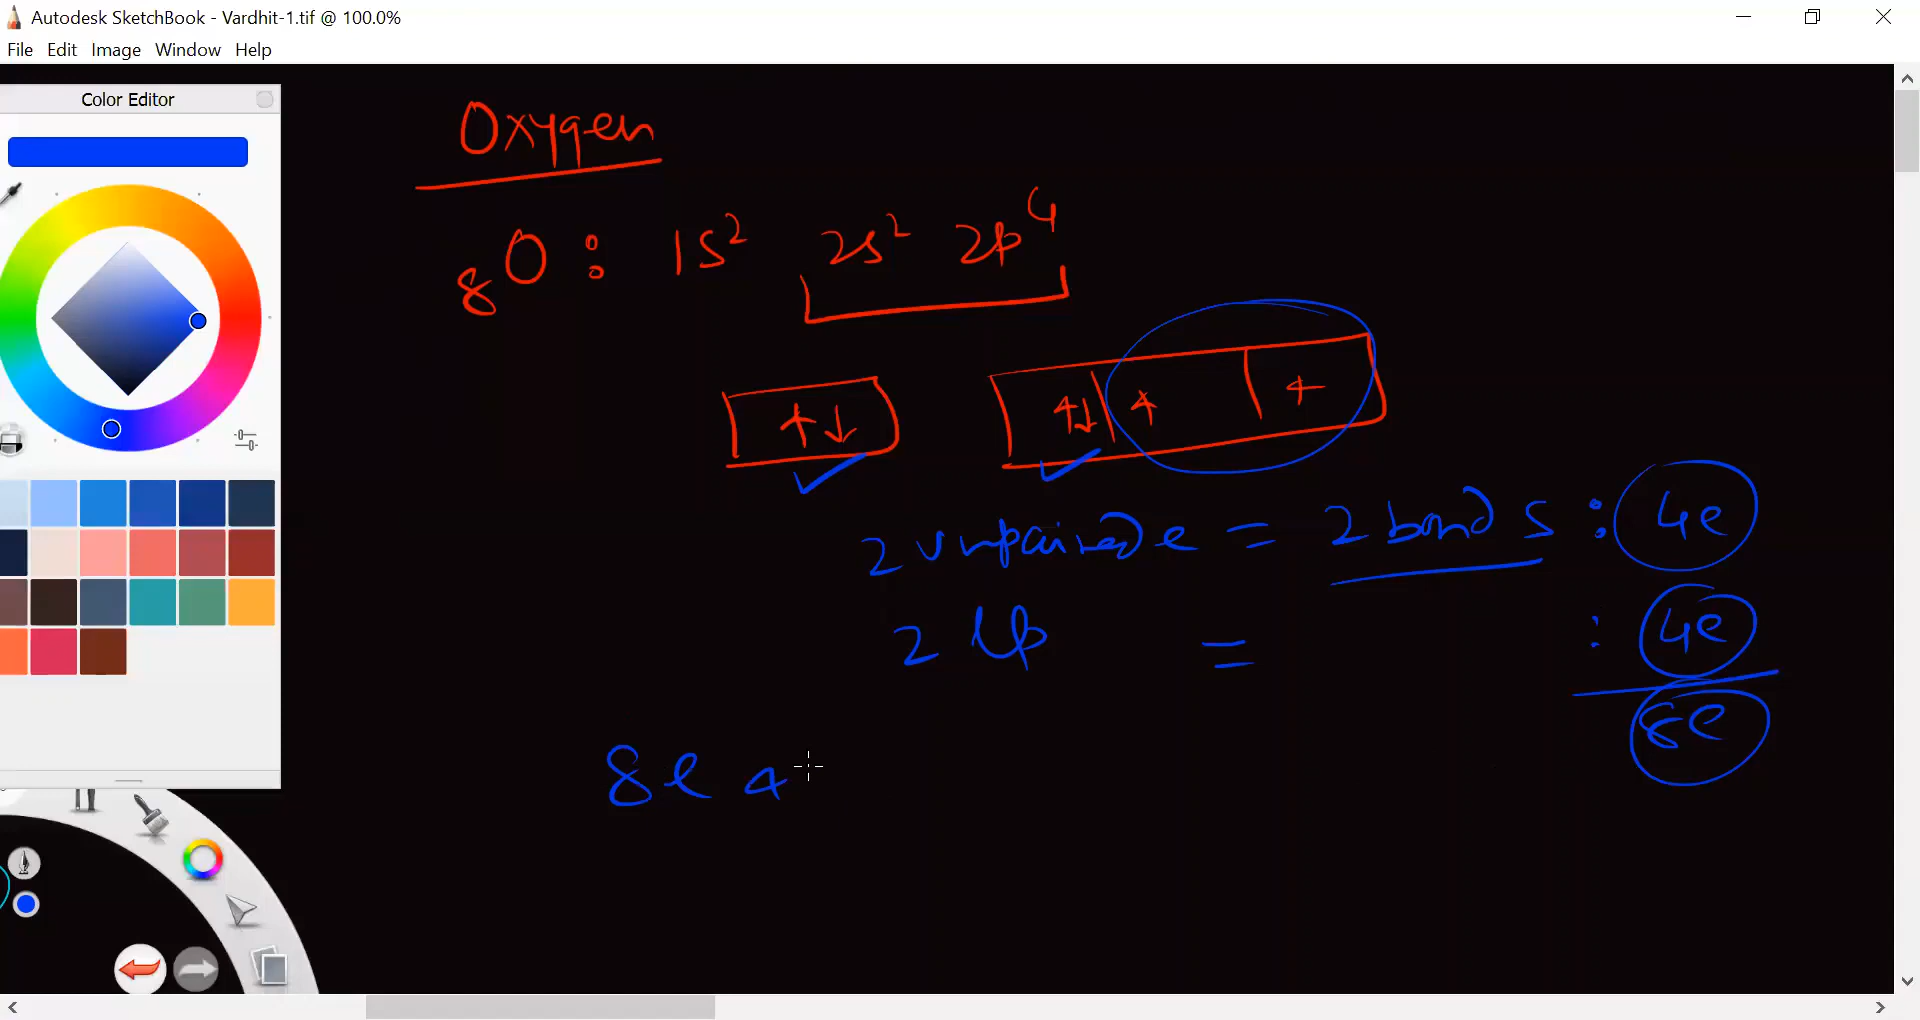 Autodesk SketchBook - Vardhit-1.tif @ 100.0%
File Edit Image Window Help
Color Editor
Oxygen
₈O : 1s² 2s² 2p⁴
↑↓ ↑↓ ↑ ↑
2 unpaired e = 2 bonds : 4e
2 lp = : 4e
8e
8e a